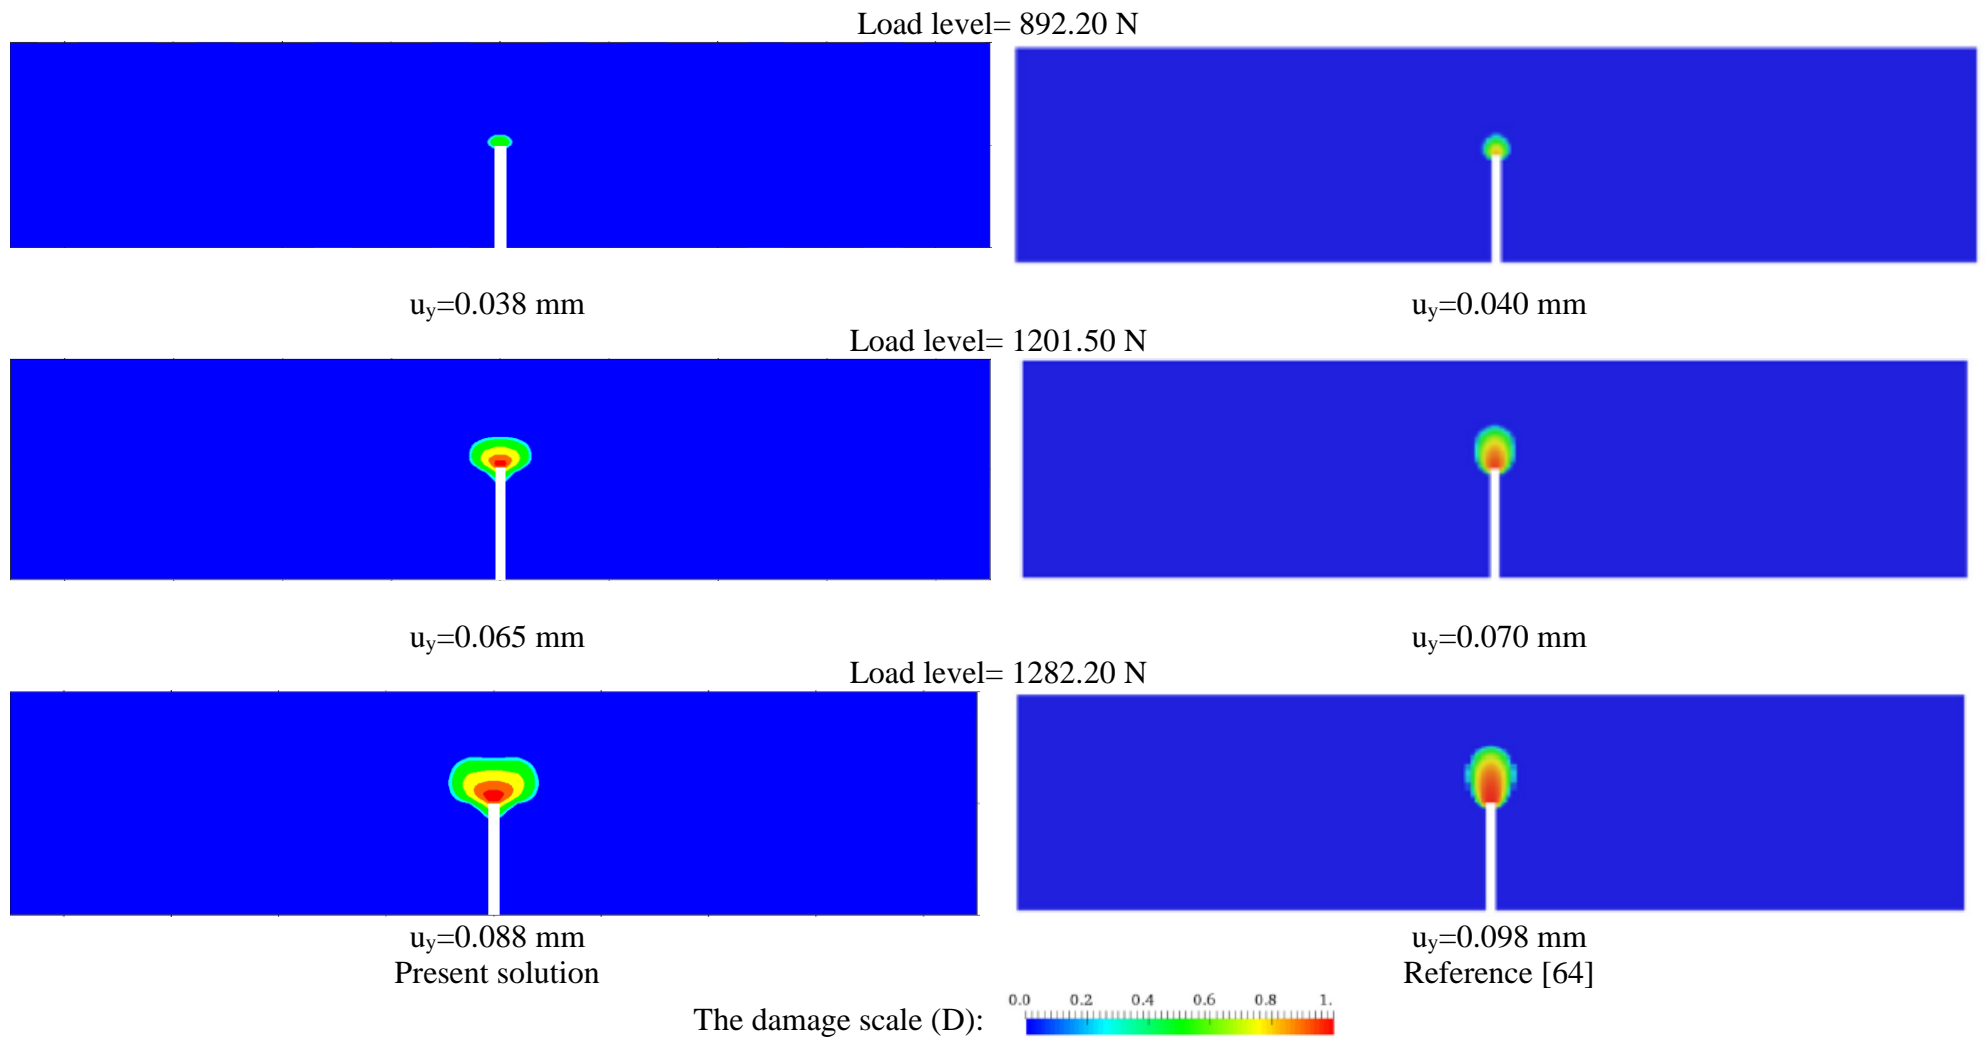 Load level= 892.20 N
uy=0.038 mm uy=0.040 mm
Load level= 1201.50 N
uy=0.065 mm uy=0.070 mm
Load level= 1282.20 N
uy=0.088 mm uy=0.098 mm
Present solution Reference [64]
0.0 0.2 0.4 0.6 0.8 1.
The damage scale (D):